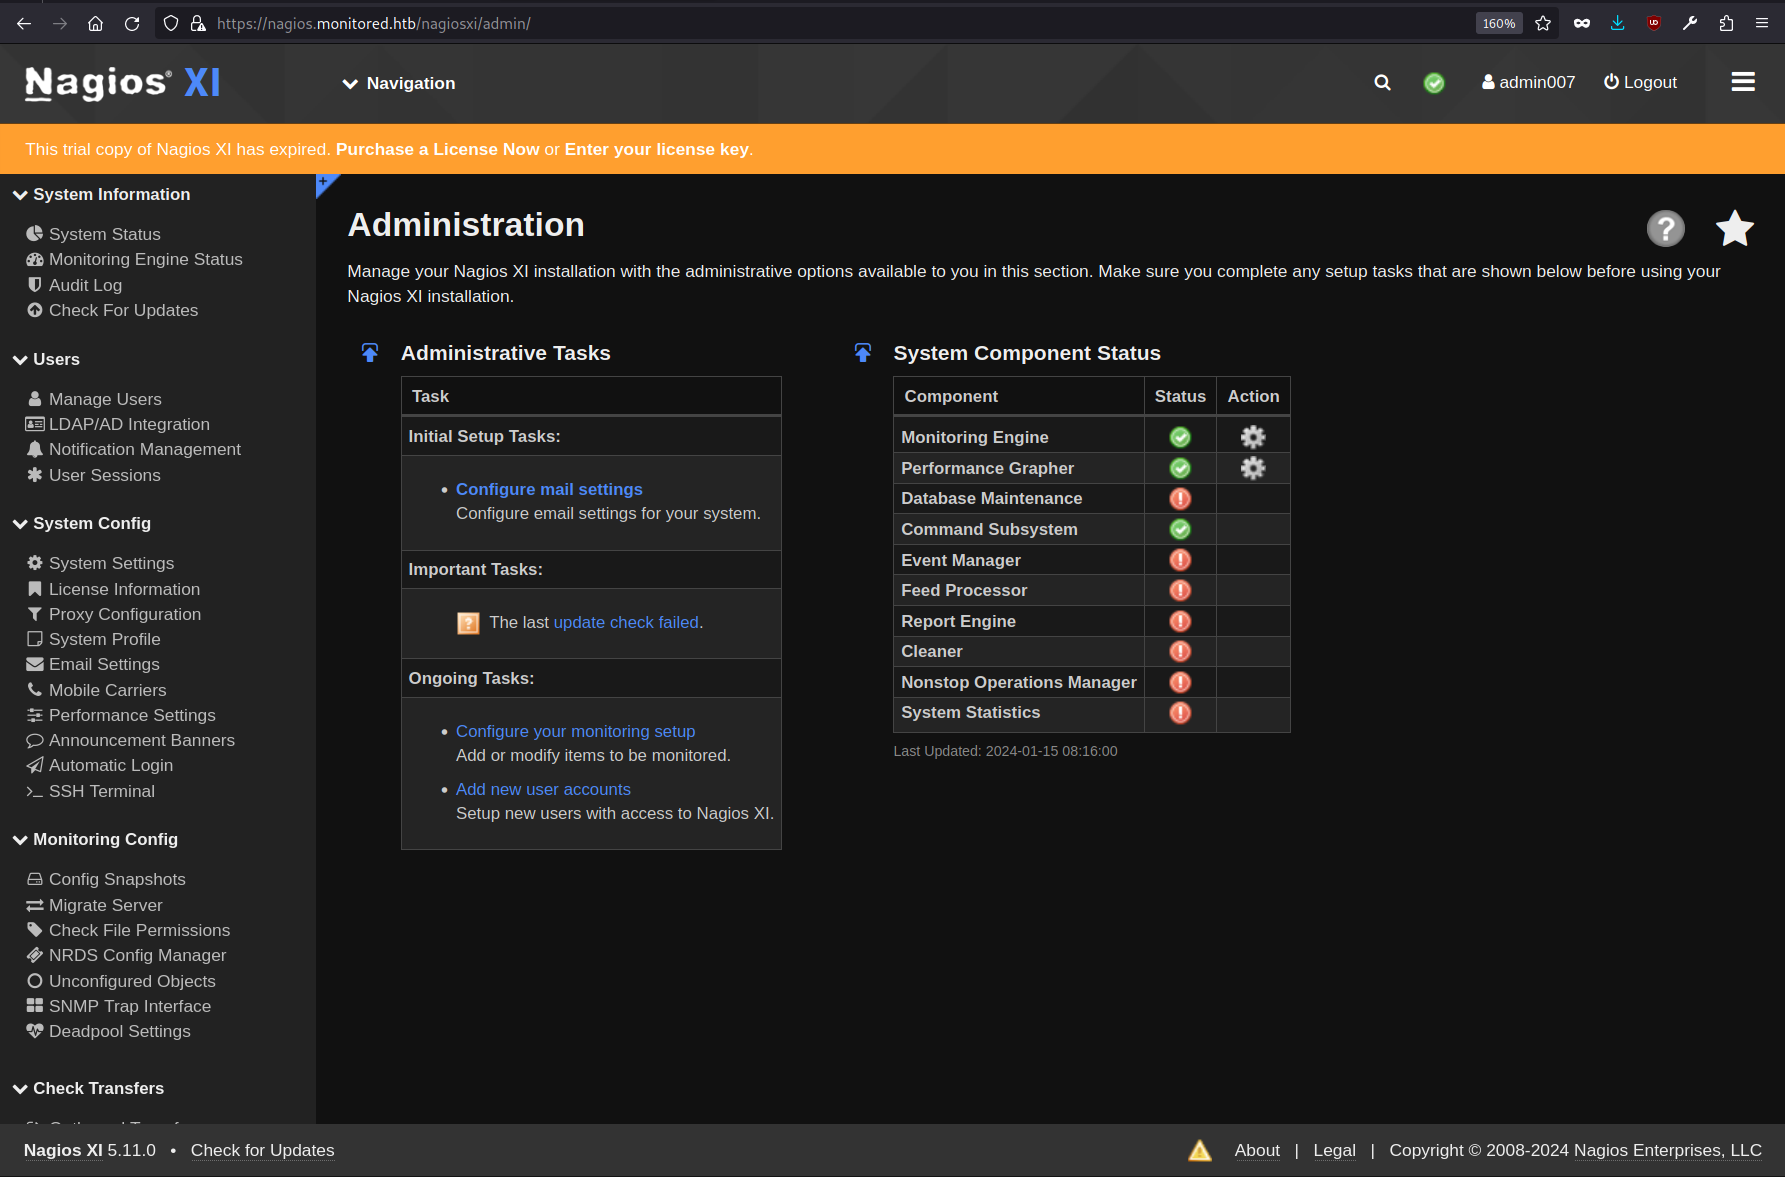 https://nagios.monitored.htb/nagiosxi/admin/
160%
Nagios® XI
Navigation
admin007
Logout
This trial copy of Nagios XI has expired. Purchase a License Now or Enter your license key.
System Information
System Status
Monitoring Engine Status
Audit Log
Check For Updates
Users
Manage Users
LDAP/AD Integration
Notification Management
User Sessions
System Config
System Settings
License Information
Proxy Configuration
System Profile
Email Settings
Mobile Carriers
Performance Settings
Announcement Banners
Automatic Login
SSH Terminal
Monitoring Config
Config Snapshots
Migrate Server
Check File Permissions
NRDS Config Manager
Unconfigured Objects
SNMP Trap Interface
Deadpool Settings
Check Transfers
Administration
Manage your Nagios XI installation with the administrative options available to you in this section. Make sure you complete any setup tasks that are shown below before using your
Nagios XI installation.
Administrative Tasks
Task
Initial Setup Tasks:
• Configure mail settings
Configure email settings for your system.
Important Tasks:
The last update check failed.
Ongoing Tasks:
• Configure your monitoring setup
Add or modify items to be monitored.
• Add new user accounts
Setup new users with access to Nagios XI.
System Component Status
Component Status Action
Monitoring Engine
Performance Grapher
Database Maintenance
Command Subsystem
Event Manager
Feed Processor
Report Engine
Cleaner
Nonstop Operations Manager
System Statistics
Last Updated: 2024-01-15 08:16:00
Nagios XI 5.11.0 • Check for Updates
About | Legal | Copyright © 2008-2024 Nagios Enterprises, LLC